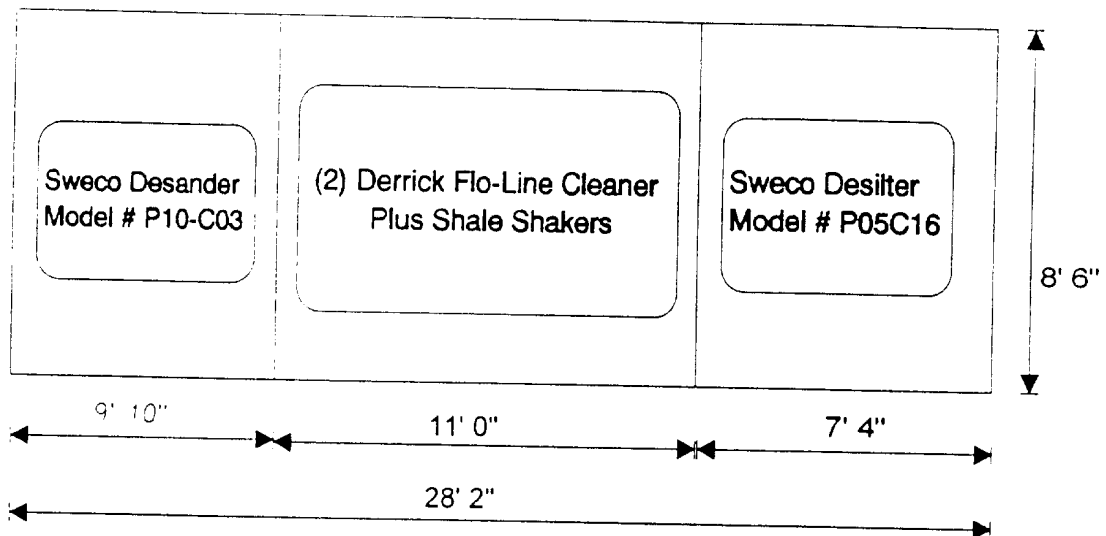 Sweco Desander
Model # P10-C03
(2) Derrick Flo-Line Cleaner
Plus Shale Shakers
Sweco Desilter
Model # P05C16
8' 6"
9' 10"
11' 0"
7' 4"
28' 2"